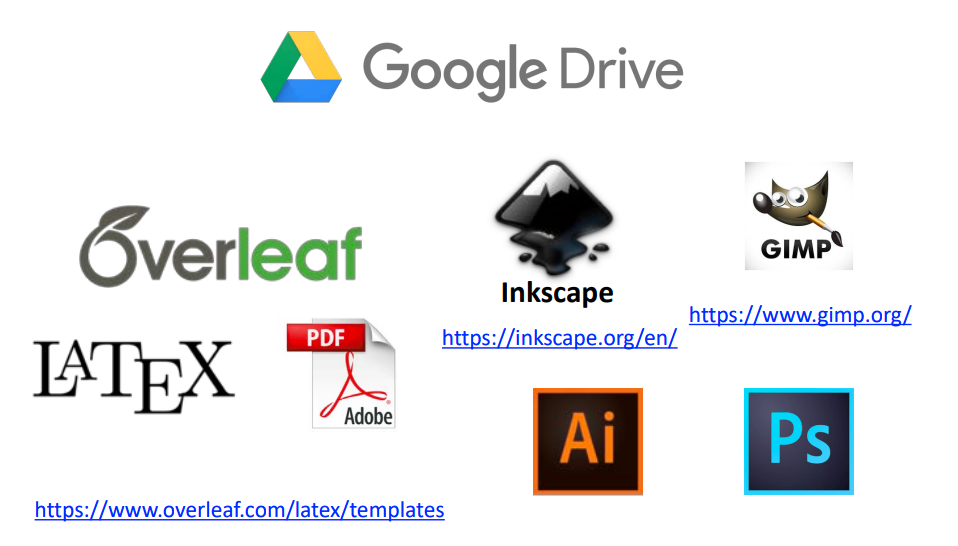 Google Drive
Overleaf
LATEX
PDF
Adobe
https://www.overleaf.com/latex/templates
Inkscape
https://inkscape.org/en/
Ai
GIMP
https://www.gimp.org/
Ps